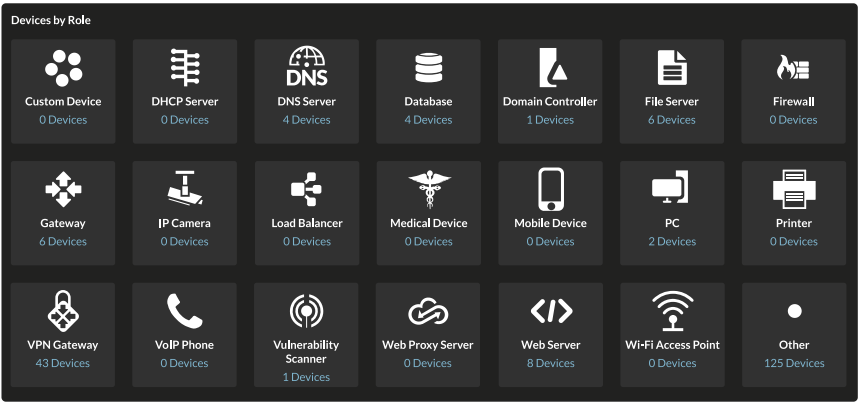 Devices by Role
DNS
Custom Device
0 Devices
DHCP Server
0 Devices
DNS Server
4 Devices
Database
4 Devices
Domain Controller
1 Devices
File Server
6 Devices
Firewall
0 Devices
Gateway
6 Devices
IP Camera
0 Devices
Load Balancer
0 Devices
Medical Device
0 Devices
Mobile Device
0 Devices
PC
2 Devices
Printer
0 Devices
VPN Gateway
43 Devices
VoIP Phone
0 Devices
Vulnerability
Scanner
1 Devices
Web Proxy Server
0 Devices
Web Server
8 Devices
Wi-Fi Access Point
0 Devices
Other
125 Devices